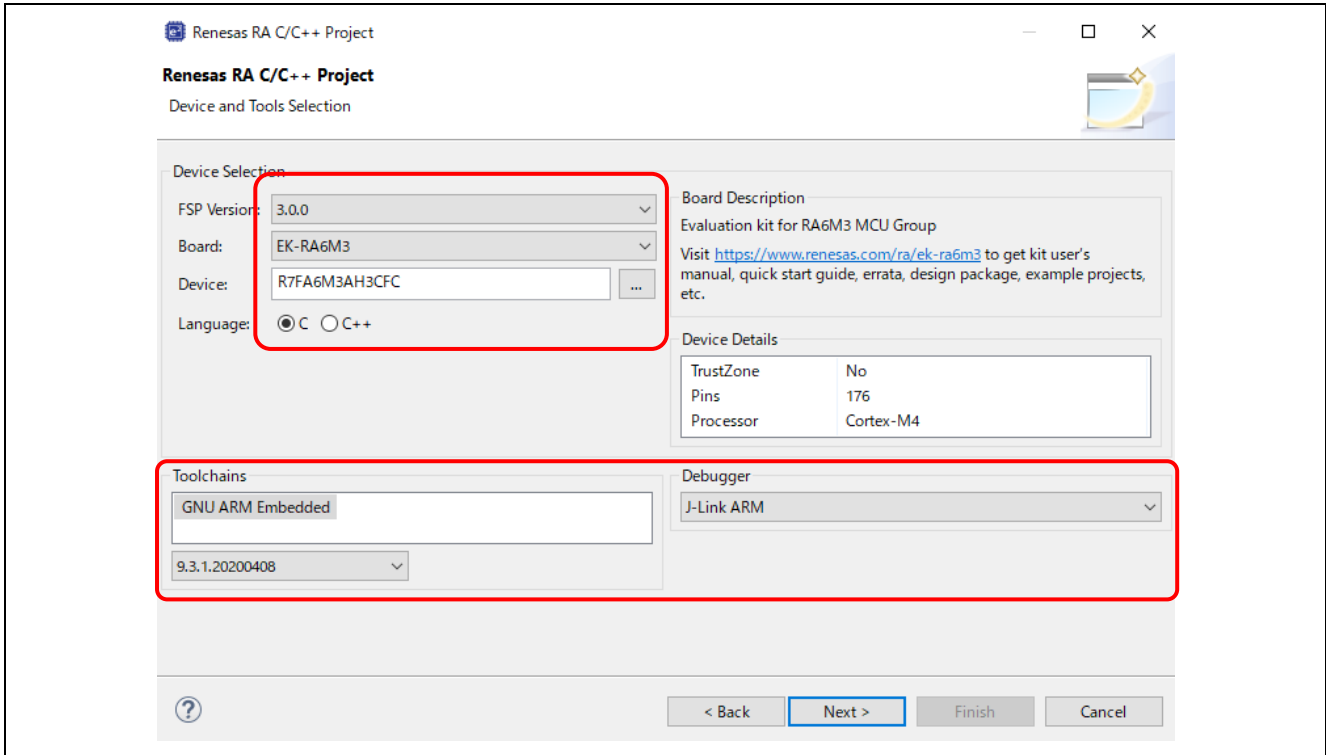 Renesas RA C/C++ Project
Renesas RA C/C++ Project
Device and Tools Selection
Device Selection
FSP Version: 3.0.0
Board: EK-RA6M3
Device: R7FA6M3AH3CFC ...
Language: C C++
Board Description
Evaluation kit for RA6M3 MCU Group
Visit https://www.renesas.com/ra/ek-ra6m3 to get kit user's
manual, quick start guide, errata, design package, example projects,
etc.
Device Details
TrustZone No
Pins 176
Processor Cortex-M4
Toolchains
GNU ARM Embedded
9.3.1.20200408
Debugger
J-Link ARM
? < Back Next > Finish Cancel